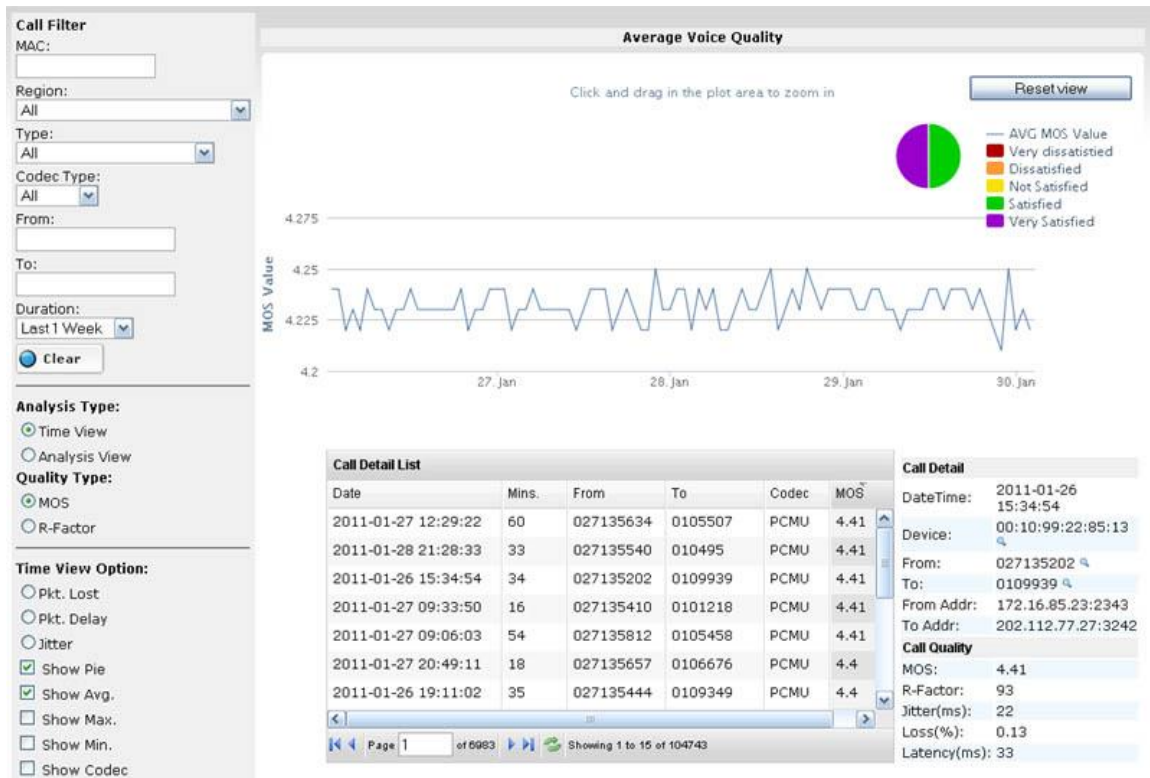 Call Filter
MAC:
Region:
All
Type:
All
Codec Type:
All
From:
To:
Duration:
Last 1 Week
Clear
Analysis Type:
Time View
Analysis View
Quality Type:
MOS
R-Factor
Time View Option:
Pkt. Lost
Pkt. Delay
Jitter
Show Pie
Show Avg.
Show Max.
Show Min.
Show Codec
Average Voice Quality
Click and drag in the plot area to zoom in
Reset view
AVG MOS Value
Very dissatistied
Dissatisfied
Not Satisfied
Satisfied
Very Satisfied
MOS Value
4.275
4.25
4.225
4.2
27. Jan 28. Jan 29. Jan 30. Jan
Call Detail List
Date Mins. From To Codec MOS
2011-01-27 12:29:22 60 027135634 0105507 PCMU 4.41
2011-01-28 21:28:33 33 027135540 010495 PCMU 4.41
2011-01-26 15:34:54 34 027135202 0109939 PCMU 4.41
2011-01-27 09:33:50 16 027135410 0101218 PCMU 4.41
2011-01-27 09:06:03 54 027135812 0105458 PCMU 4.41
2011-01-27 20:49:11 18 027135657 0106676 PCMU 4.4
2011-01-26 19:11:02 35 027135444 0109349 PCMU 4.4
Page 1 of 6983 Showing 1 to 15 of 104743
Call Detail
DateTime: 2011-01-26
15:34:54
Device: 00:10:99:22:85:13
From: 027135202
To: 0109939
From Addr: 172.16.85.23:2343
To Addr: 202.112.77.27:3242
Call Quality
MOS: 4.41
R-Factor: 93
Jitter(ms): 22
Loss(%): 0.13
Latency(ms): 33